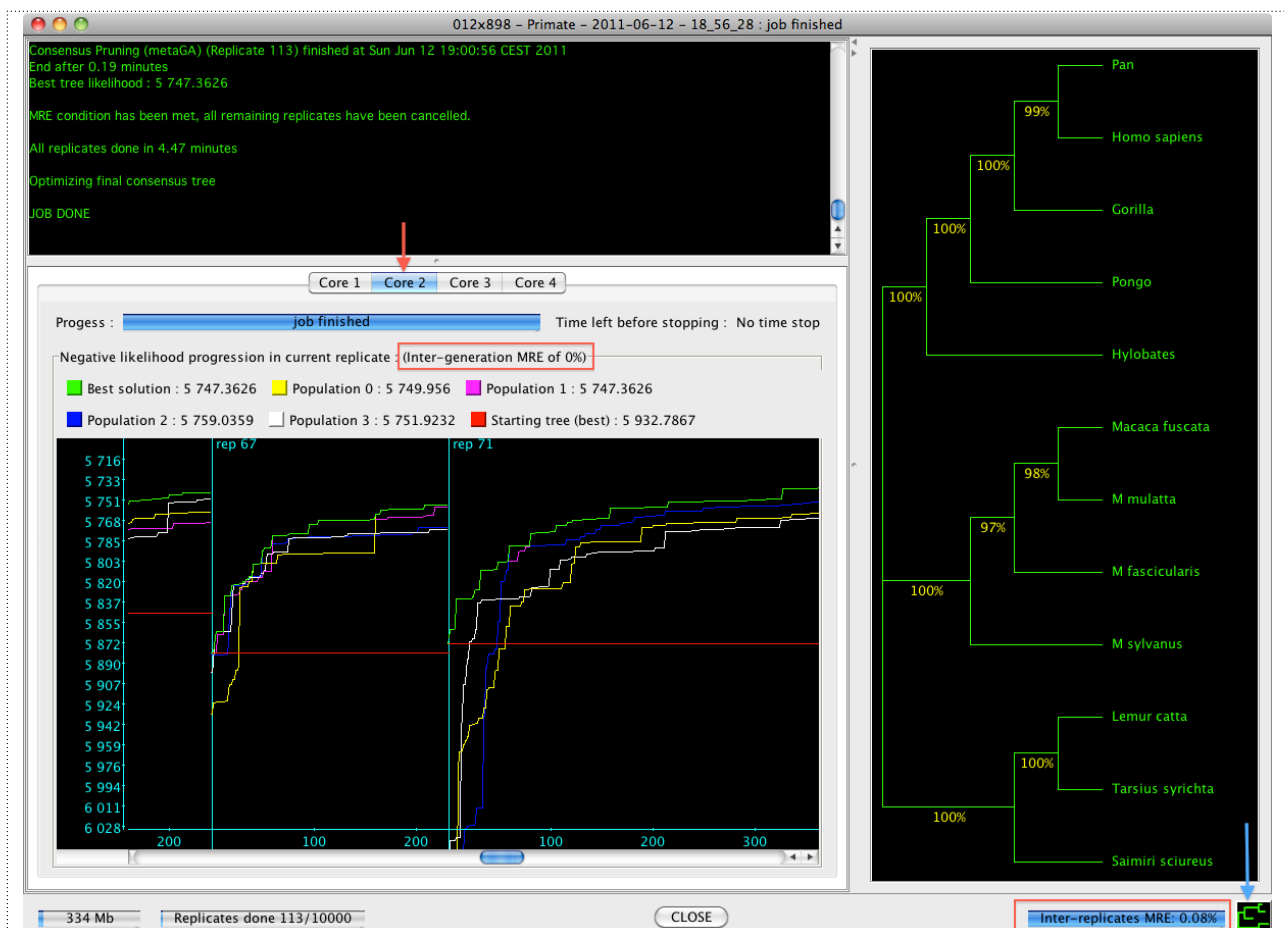 012x898 – Primate – 2011-06-12 – 18_56_28 : job finished
Consensus Pruning (metaGA) (Replicate 113) finished at Sun Jun 12 19:00:56 CEST 2011
End after 0.19 minutes
Best tree likelihood : 5 747.3626
MRE condition has been met, all remaining replicates have been cancelled.
All replicates done in 4.47 minutes
Optimizing final consensus tree
JOB DONE
Core 1 Core 2 Core 3 Core 4
Progess : job finished Time left before stopping : No time stop
Negative likelihood progression in current replicate : (Inter-generation MRE of 0%)
Best solution : 5 747.3626 Population 0 : 5 749.956 Population 1 : 5 747.3626
Population 2 : 5 759.0359 Population 3 : 5 751.9232 Starting tree (best) : 5 932.7867
rep 67 rep 71
5 716
5 733
5 751
5 768
5 785
5 803
5 820
5 837
5 855
5 872
5 890
5 907
5 924
5 942
5 959
5 976
5 994
6 011
6 028
200 100 200 100 200 300
Pan
99%
Homo sapiens
100%
Gorilla
100%
Pongo
100%
Hylobates
Macaca fuscata
98%
M mulatta
97%
M fascicularis
100%
M sylvanus
Lemur catta
100%
Tarsius syrichta
100%
Saimiri sciureus
334 Mb Replicates done 113/10000 CLOSE Inter-replicates MRE: 0.08%